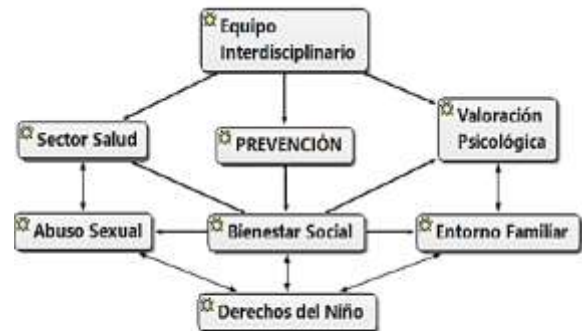 Equipo
Interdisciplinario
Sector Salud
PREVENCIÓN
Valoración
Psicológica
Abuso Sexual
Bienestar Social
Entorno Familiar
Derechos del Niño